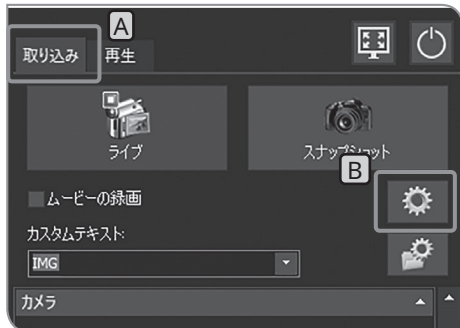 A
取り込み 再生
ライブ スナップショット
B
ムービーの録画
カスタムテキスト:
IMG
カメラ